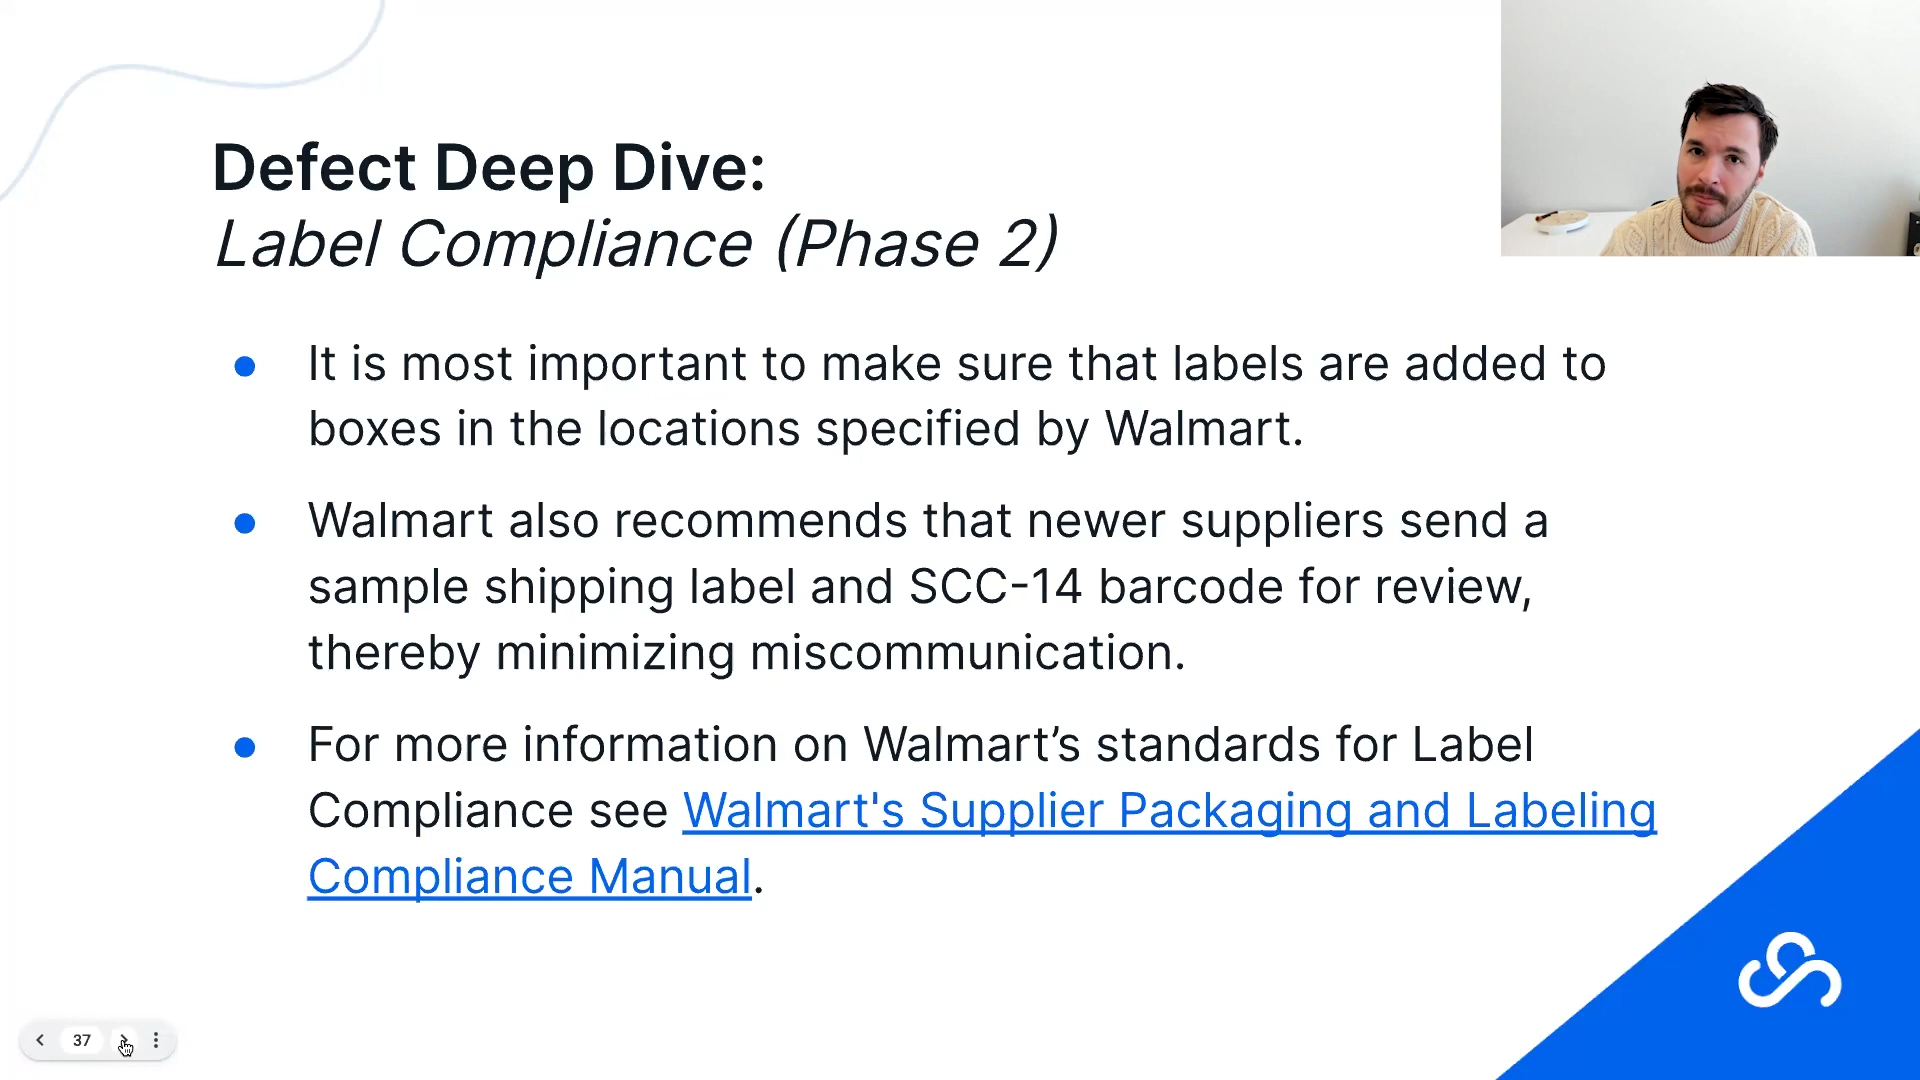 Defect Deep Dive:
Label Compliance (Phase 2)
● It is most important to make sure that labels are added to
boxes in the locations specified by Walmart.
● Walmart also recommends that newer suppliers send a
sample shipping label and SCC-14 barcode for review,
thereby minimizing miscommunication.
● For more information on Walmart’s standards for Label
Compliance see Walmart's Supplier Packaging and Labeling
Compliance Manual.
37